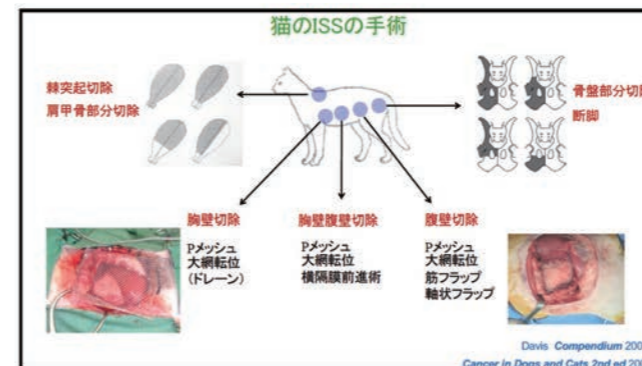 猫のISSの手術
棘突起切除
肩甲骨部分切除
骨盤部分切除
断脚
胸壁切除
Pメッシュ
大網転位
(ドレーン)
胸壁腹壁切除
Pメッシュ
大網転位
横隔膜前進術
腹壁切除
Pメッシュ
大網転位
筋フラップ
軸状フラップ
Davis Compendium 200
Cancer in Dogs and Cats 2nd ed